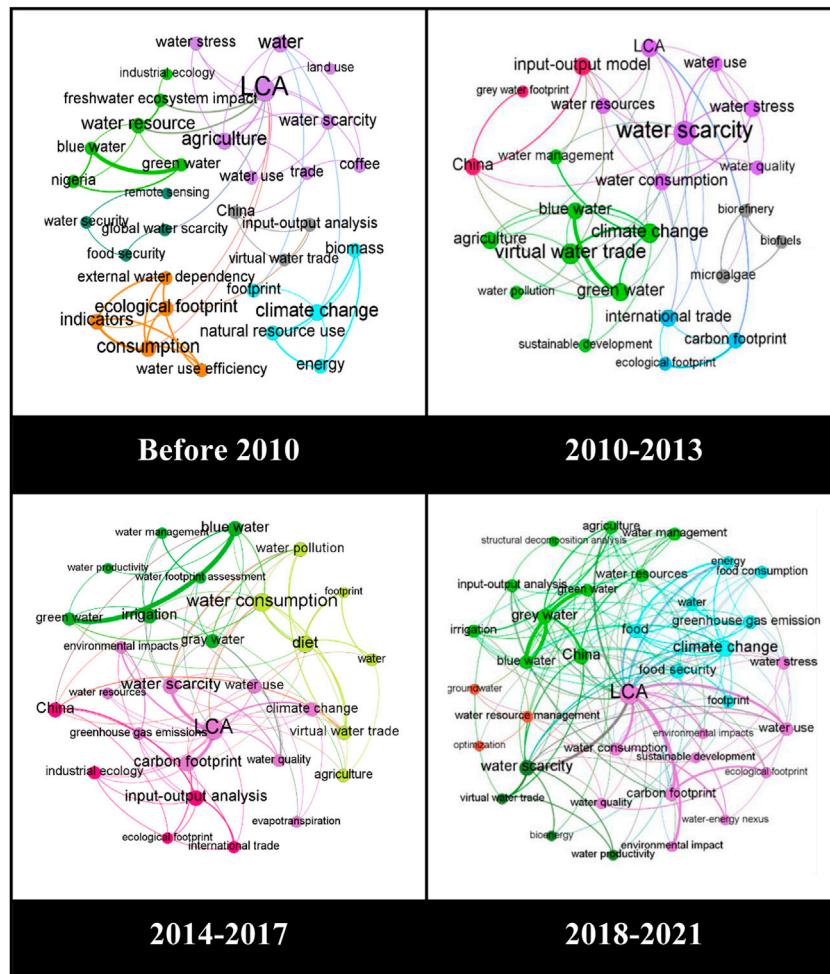 water stress
water
industrial ecology
land use
LCA
freshwater ecosystem impact
water resource
water scarcity
agriculture
blue water
green water
coffee
nigeria
water use
trade
remote sensing
China
water security
input-output analysis
global water scarcity
biomass
food security
virtual water trade
external water dependency
footprint
ecological footprint
climate change
indicators
natural resource use
consumption
energy
water use efficiency
Before 2010
LCA
input-output model
water use
grey water footprint
water resources
water stress
water scarcity
China
water management
water quality
water consumption
blue water
biorefinery
agriculture
climate change
biofuels
virtual water trade
microalgae
water pollution
green water
international trade
sustainable development
carbon footprint
ecological footprint
2010-2013
blue water
water management
water pollution
water productivity
water footprint assessment
footprint
water consumption
green water
irrigation
gray water
diet
environmental impacts
water
water scarcity
water use
water resources
China
climate change
LCA
greenhouse gas emissions
virtual water trade
carbon footprint
water quality
industrial ecology
agriculture
input-output analysis
evapotranspiration
ecological footprint
international trade
2014-2017
agriculture
water management
structural decomposition analysis
energy
food consumption
water resources
input-output analysis
green water
water
grey water
greenhouse gas emission
irrigation
food
climate change
China
blue water
food security
water stress
groundwater
LCA
footprint
water resource management
water use
environmental impacts
optimization
water consumption
sustainable development
water scarcity
ecological footprint
carbon footprint
virtual water trade
water quality
water-energy nexus
bioenergy
environmental impact
water productivity
2018-2021